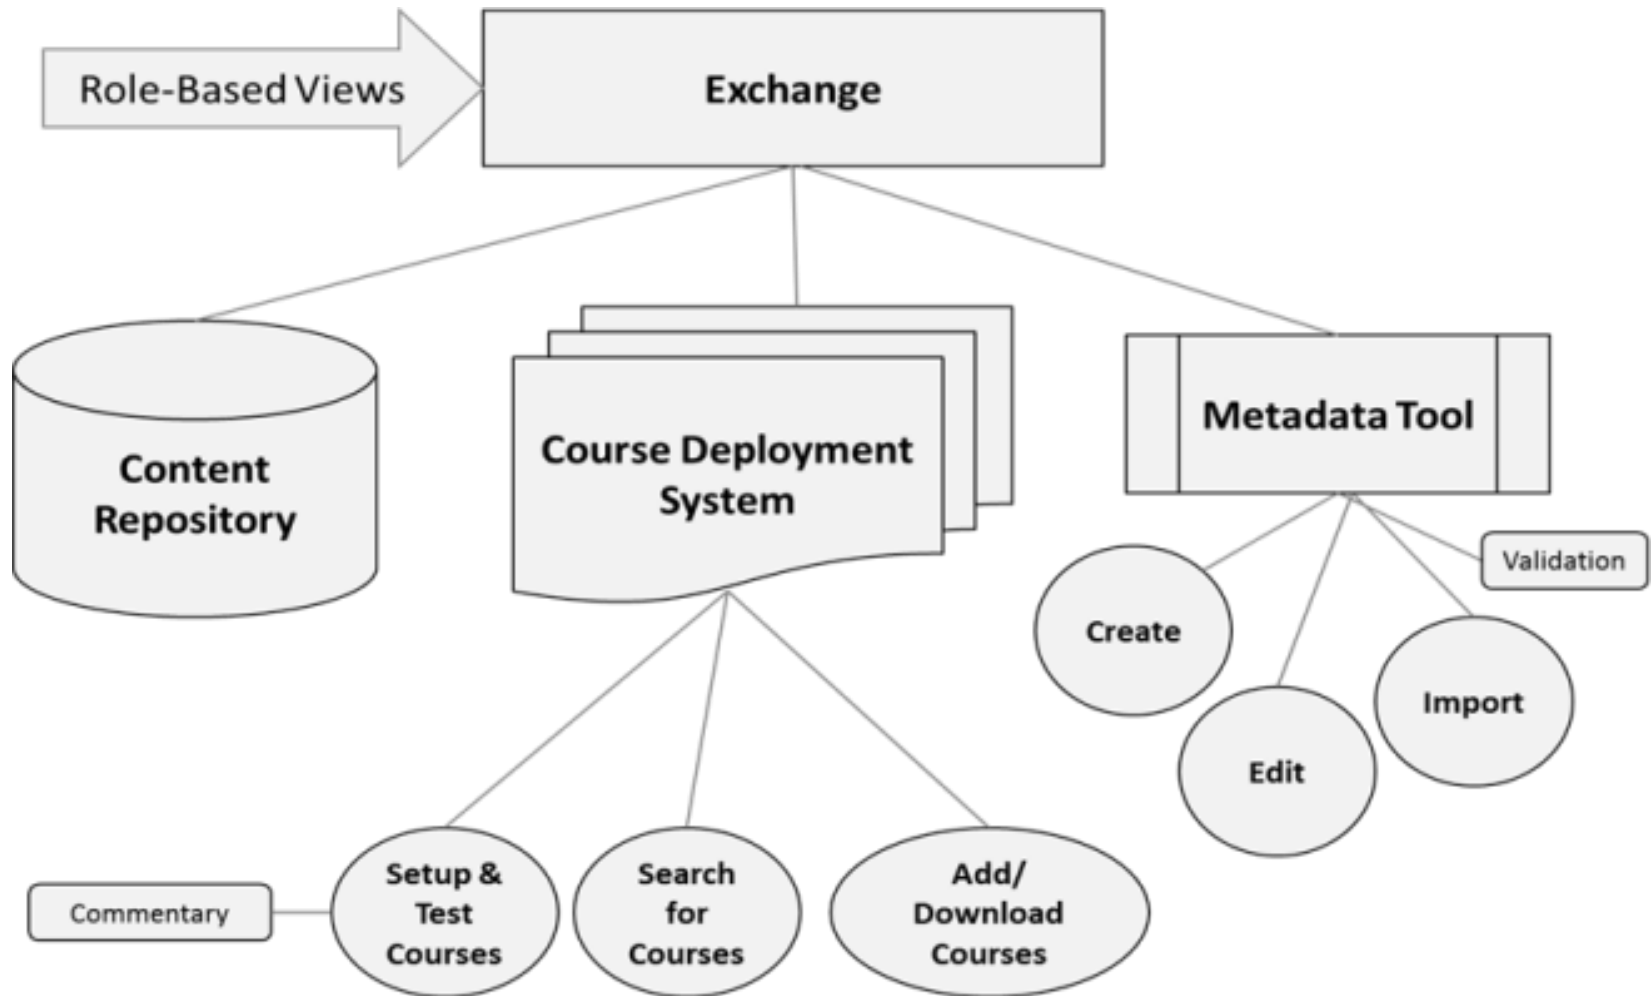 Role-Based Views
Exchange
Content
Repository
Course Deployment
System
Metadata Tool
Validation
Create
Import
Edit
Commentary
Setup &
Test
Courses
Search
for
Courses
Add/
Download
Courses